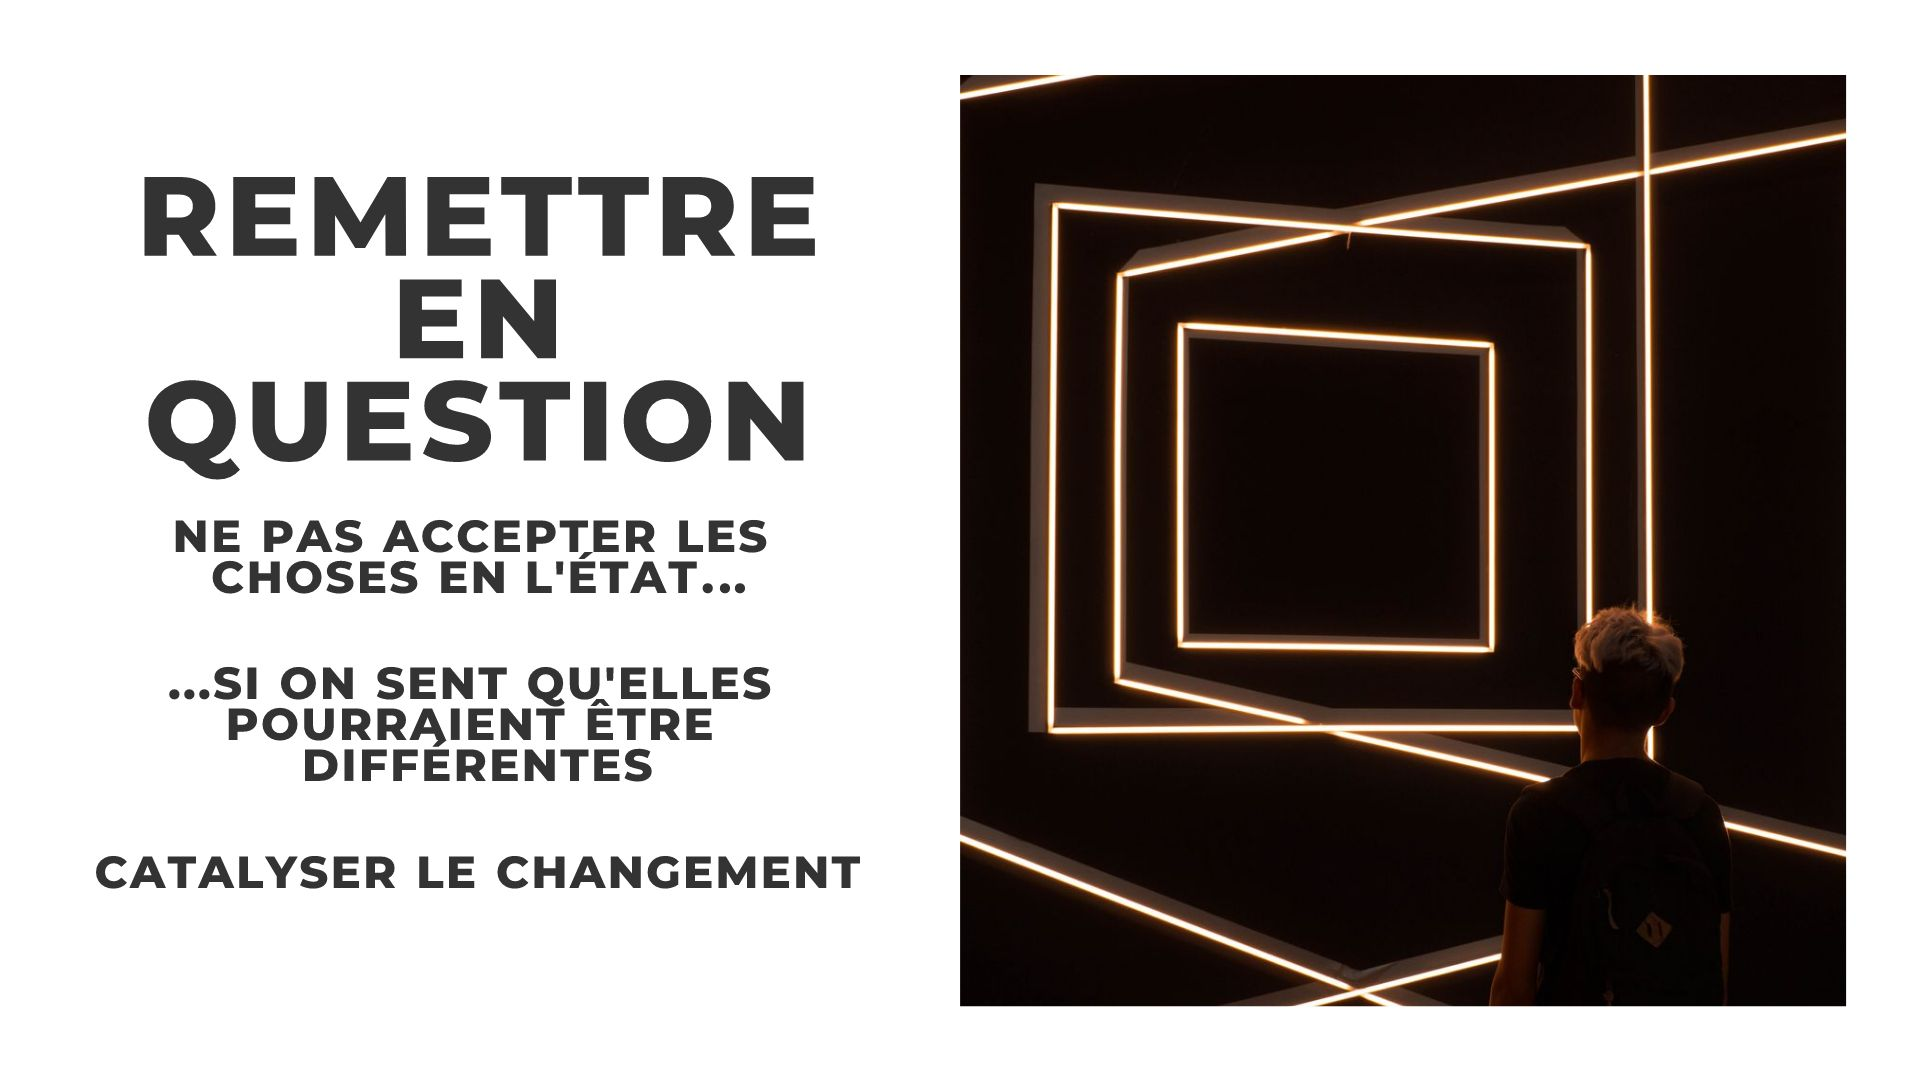 REMETTRE
EN
QUESTION
NE PAS ACCEPTER LES
CHOSES EN L'ÉTAT...
...SI ON SENT QU'ELLES
POURRAIENT ÊTRE
DIFFÉRENTES
CATALYSER LE CHANGEMENT